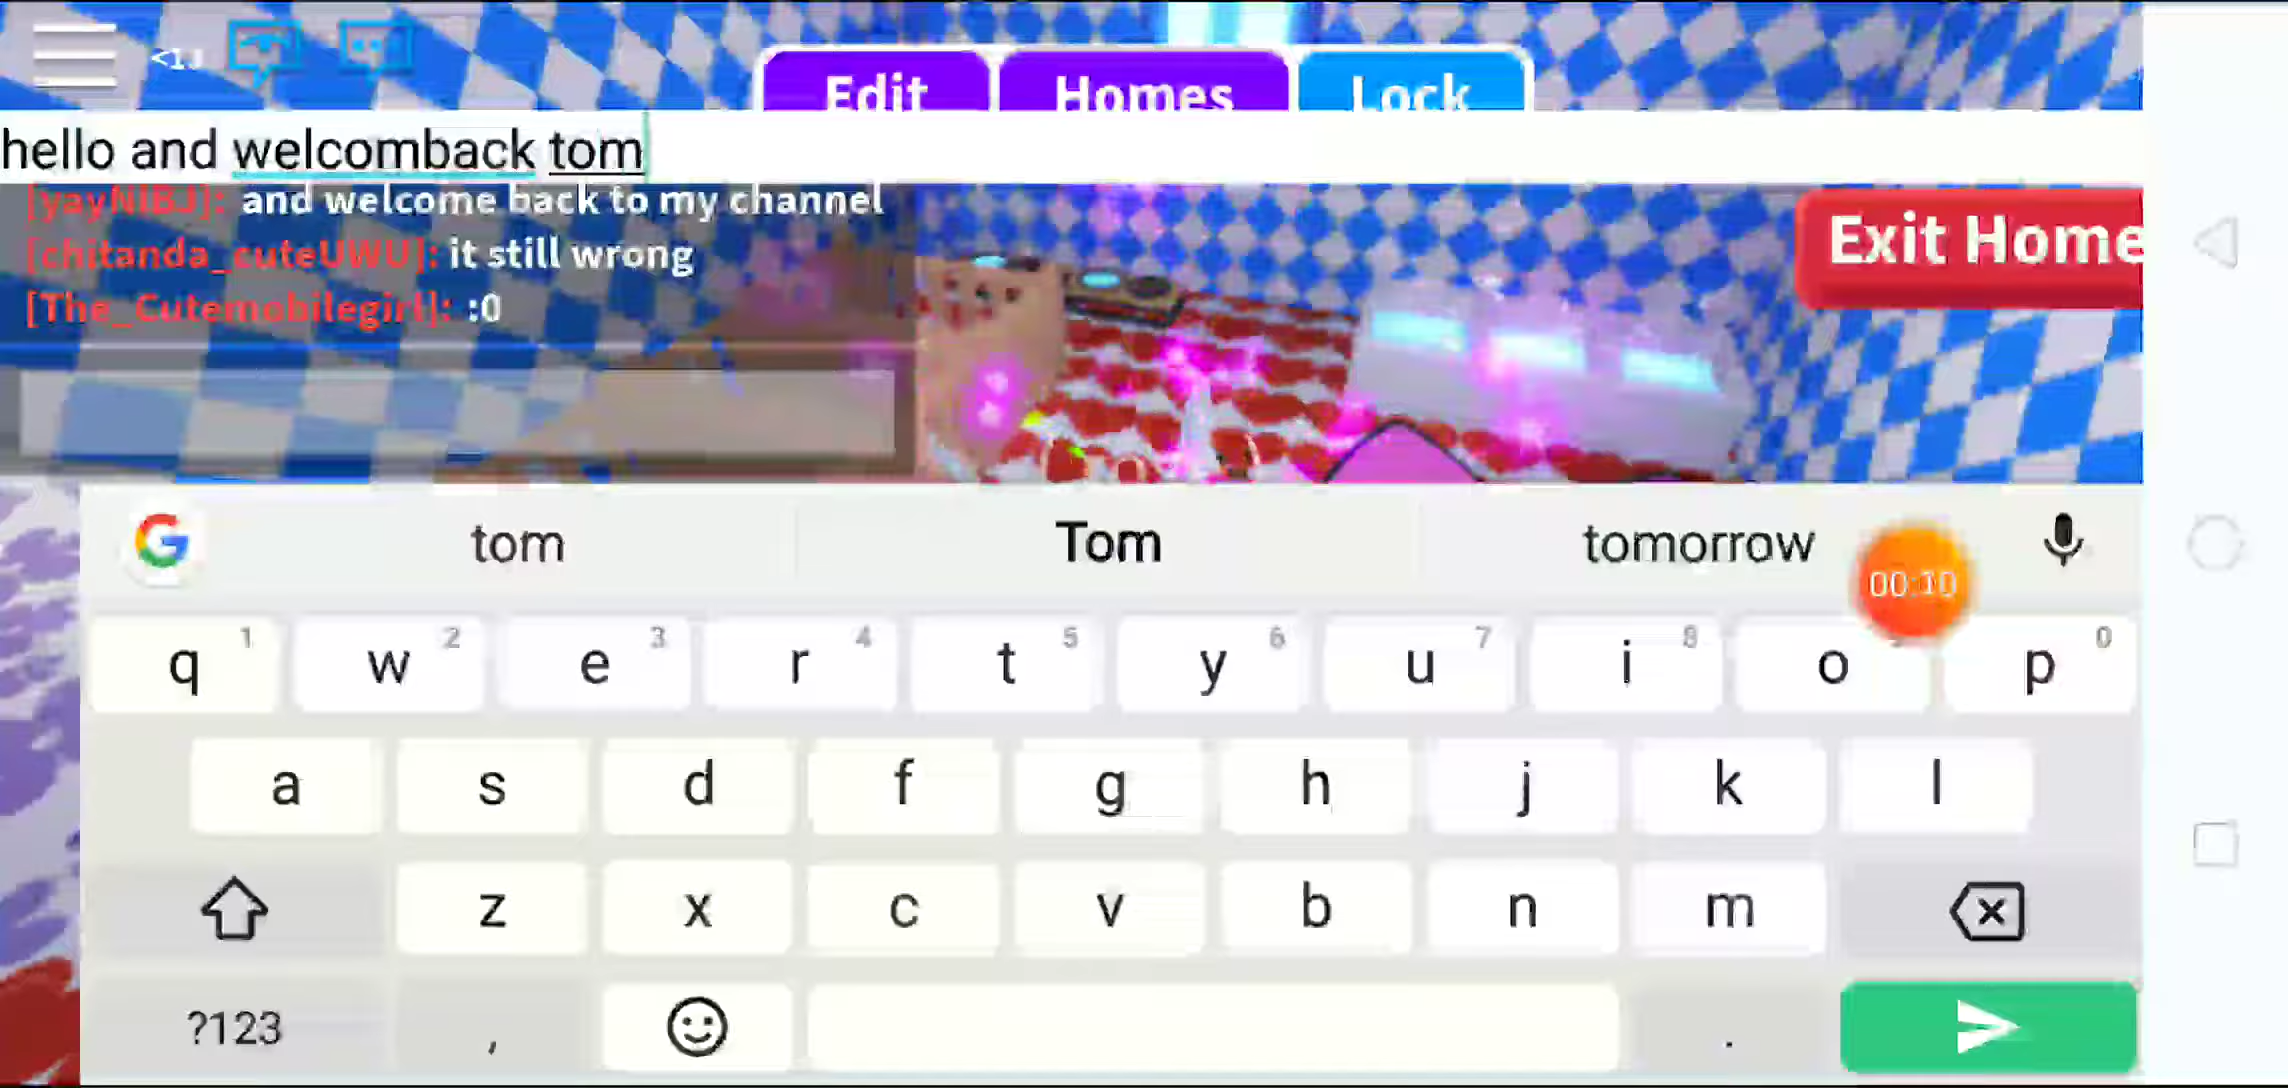 Edit Homes Lock
hello and welcomback tom
[yayNIBJ]: and welcome back to my channel
[chitanda_cuteUWU]: it still wrong
[The_Cutemobilegirl]: :0
Exit Home
tom Tom tomorrow
00:10
q 1 w 2 e 3 r 4 t 5 y 6 u 7 i 8 o p 0
a s d f g h j k l
z x c v b n m
?123 , .